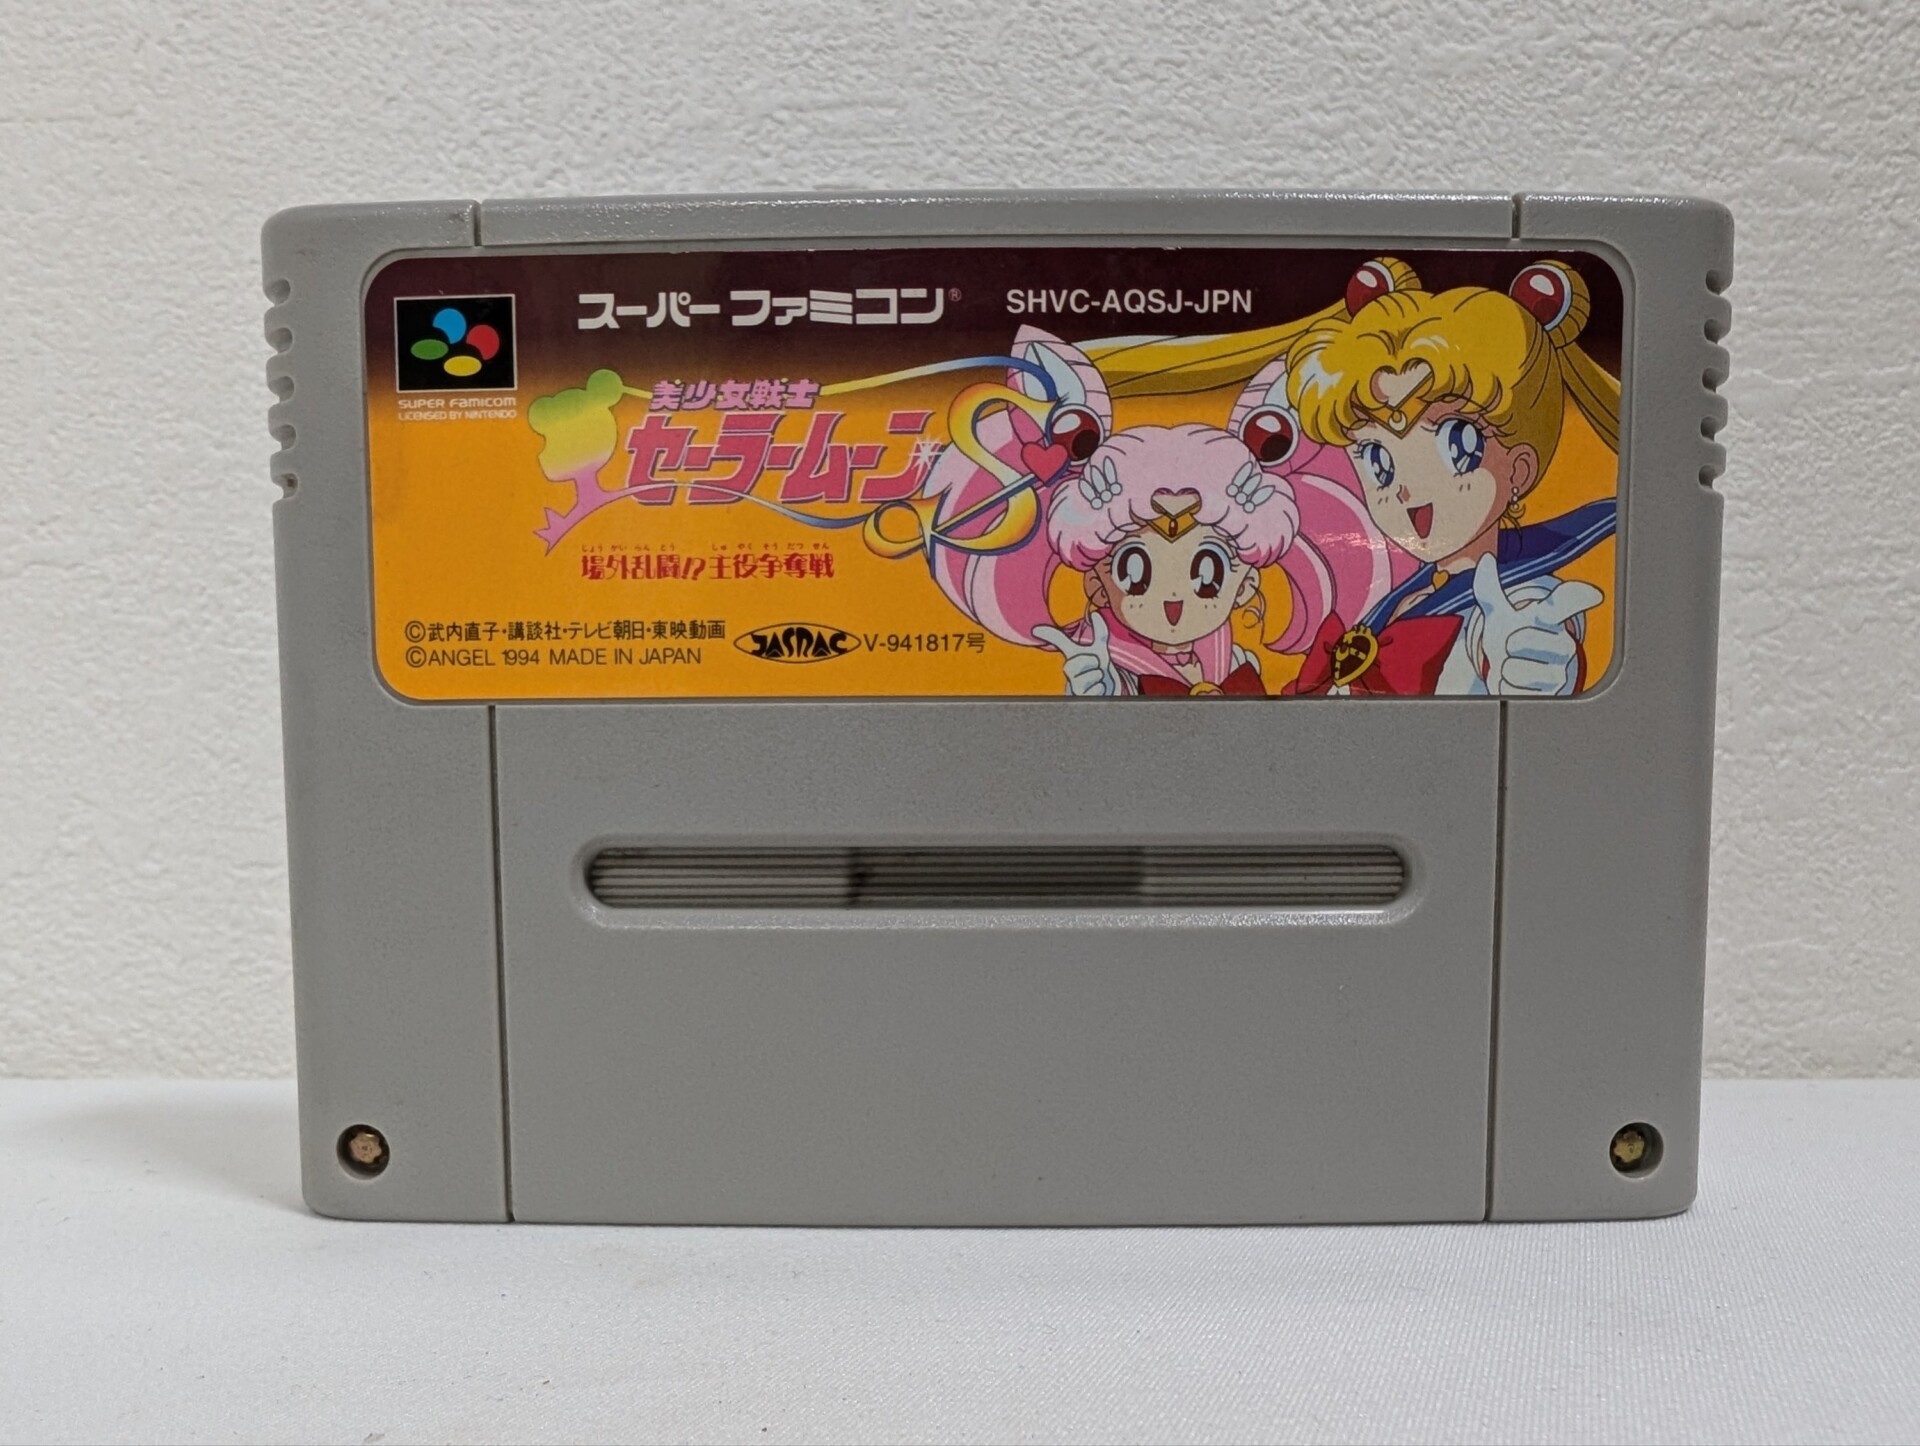 スーパーファミコン® SHVC-AQSJ-JPN
SUPER FAMICOM
LICENSED BY NINTENDO
美少女戦士
セーラームーンS
しょうがいらんとう しゅやくそうだつせん
場外乱闘!?主役争奪戦
©武内直子・講談社・テレビ朝日・東映動画
©ANGEL 1994 MADE IN JAPAN
JASRAC V-941817号